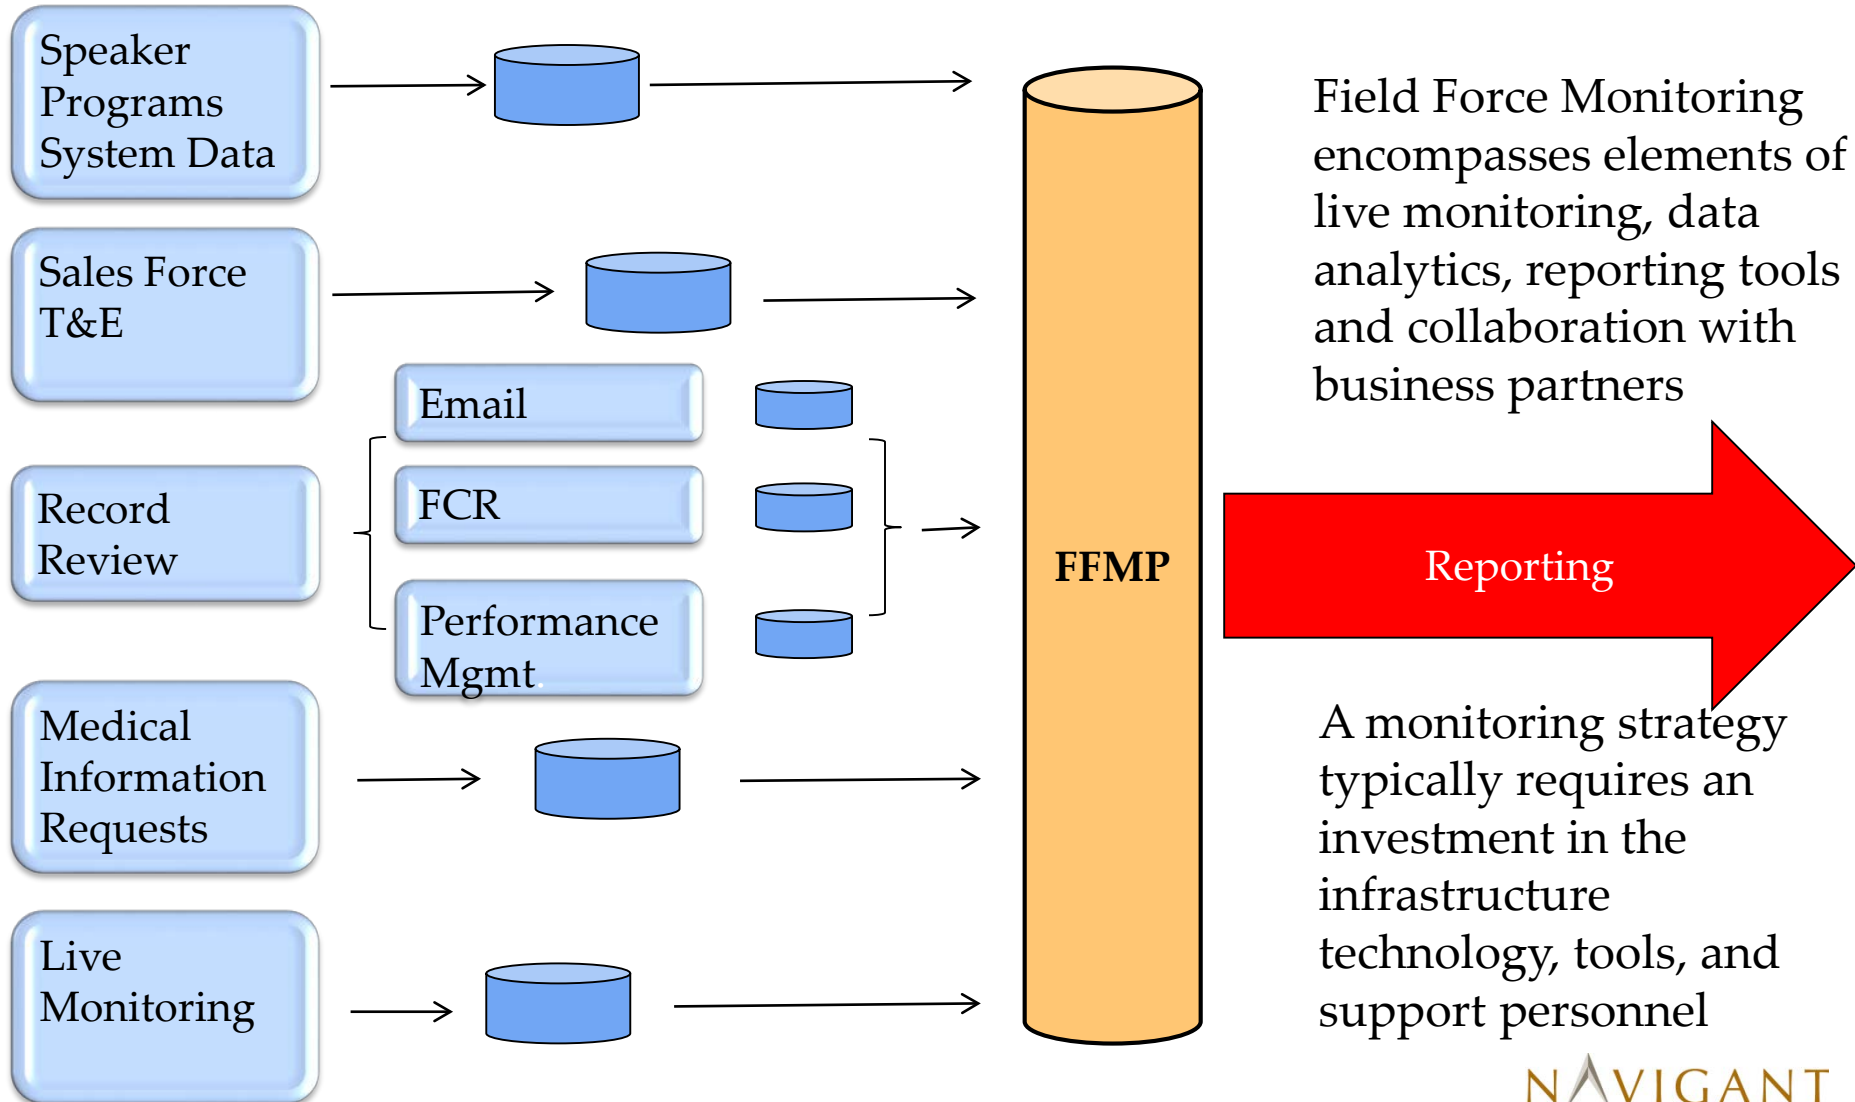 Speaker
Programs
System Data
Sales Force
T&E
Record
Review
Email
FCR
Performance
Mgmt.
Medical
Information
Requests
Live
Monitoring
FFMP
Field Force Monitoring
encompasses elements of
live monitoring, data
analytics, reporting tools
and collaboration with
business partners
Reporting
A monitoring strategy
typically requires an
investment in the
infrastructure
technology, tools, and
support personnel
NAVIGANT